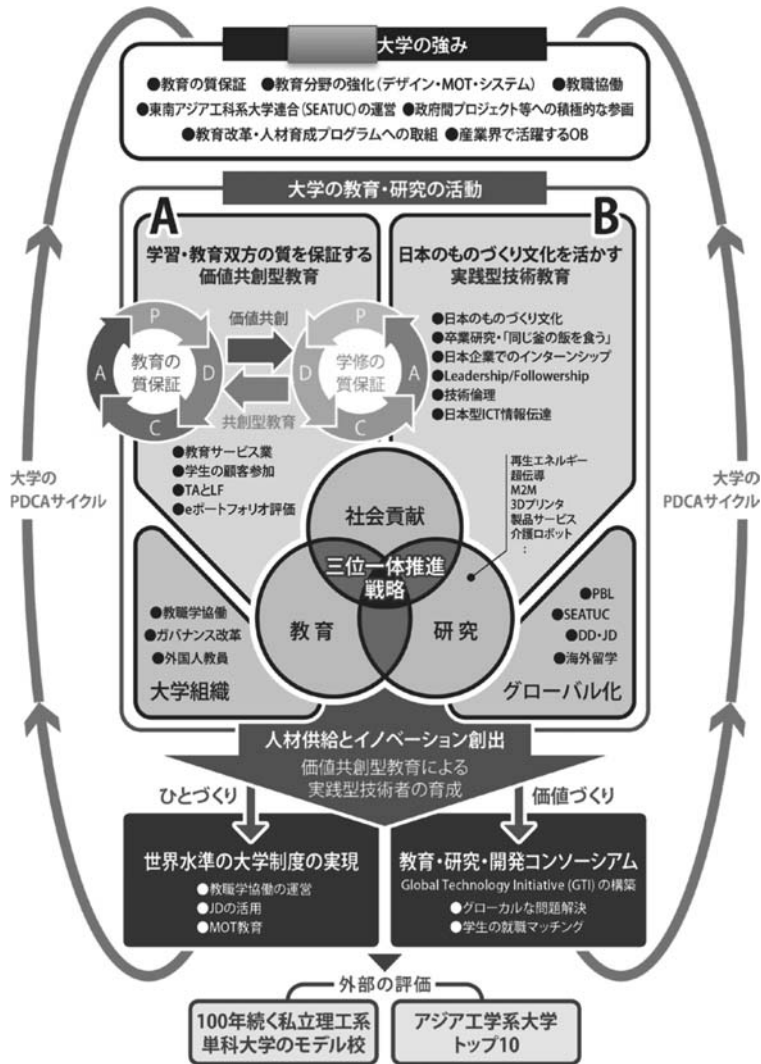 大学の強み
●教育の質保証 ●教育分野の強化(デザイン・MOT・システム) ●教職協働
●東南アジア工科系大学連合(SEATUC)の運営 ●政府間プロジェクト等への積極的な参画
●教育改革・人材育成プログラムへの取組 ●産業界で活躍するOB
大学の教育・研究の活動
A
学習・教育双方の質を保証する
価値共創型教育
B
日本のものづくり文化を活かす
実践型技術教育
P
D
C
A
教育の
質保証
価値共創
共創型教育
P
D
C
A
学修の
質保証
●日本のものづくり文化
●卒業研究・「同じ釜の飯を食う」
●日本企業でのインターンシップ
●Leadership/Followership
●技術倫理
●日本型ICT情報伝達
●教育サービス業
●学生の顧客参加
●TAとLF
●eポートフォリオ評価
再生エネルギー
超伝導
M2M
3Dプリンタ
製品サービス
介護ロボット
:
大学の
PDCAサイクル
大学の
PDCAサイクル
社会貢献
三位一体推進
戦略
教育
研究
●教職学協働
●ガバナンス改革
●外国人教員
大学組織
●PBL
●SEATUC
●DD・JD
●海外留学
グローバル化
人材供給とイノベーション創出
価値共創型教育による
実践型技術者の育成
ひとづくり
価値づくり
世界水準の大学制度の実現
●教職学協働の運営
●JDの活用
●MOT教育
教育・研究・開発コンソーシアム
Global Technology Initiative (GTI) の構築
●グローカルな問題解決
●学生の就職マッチング
外部の評価
100年続く私立理工系
単科大学のモデル校
アジア工学系大学
トップ10